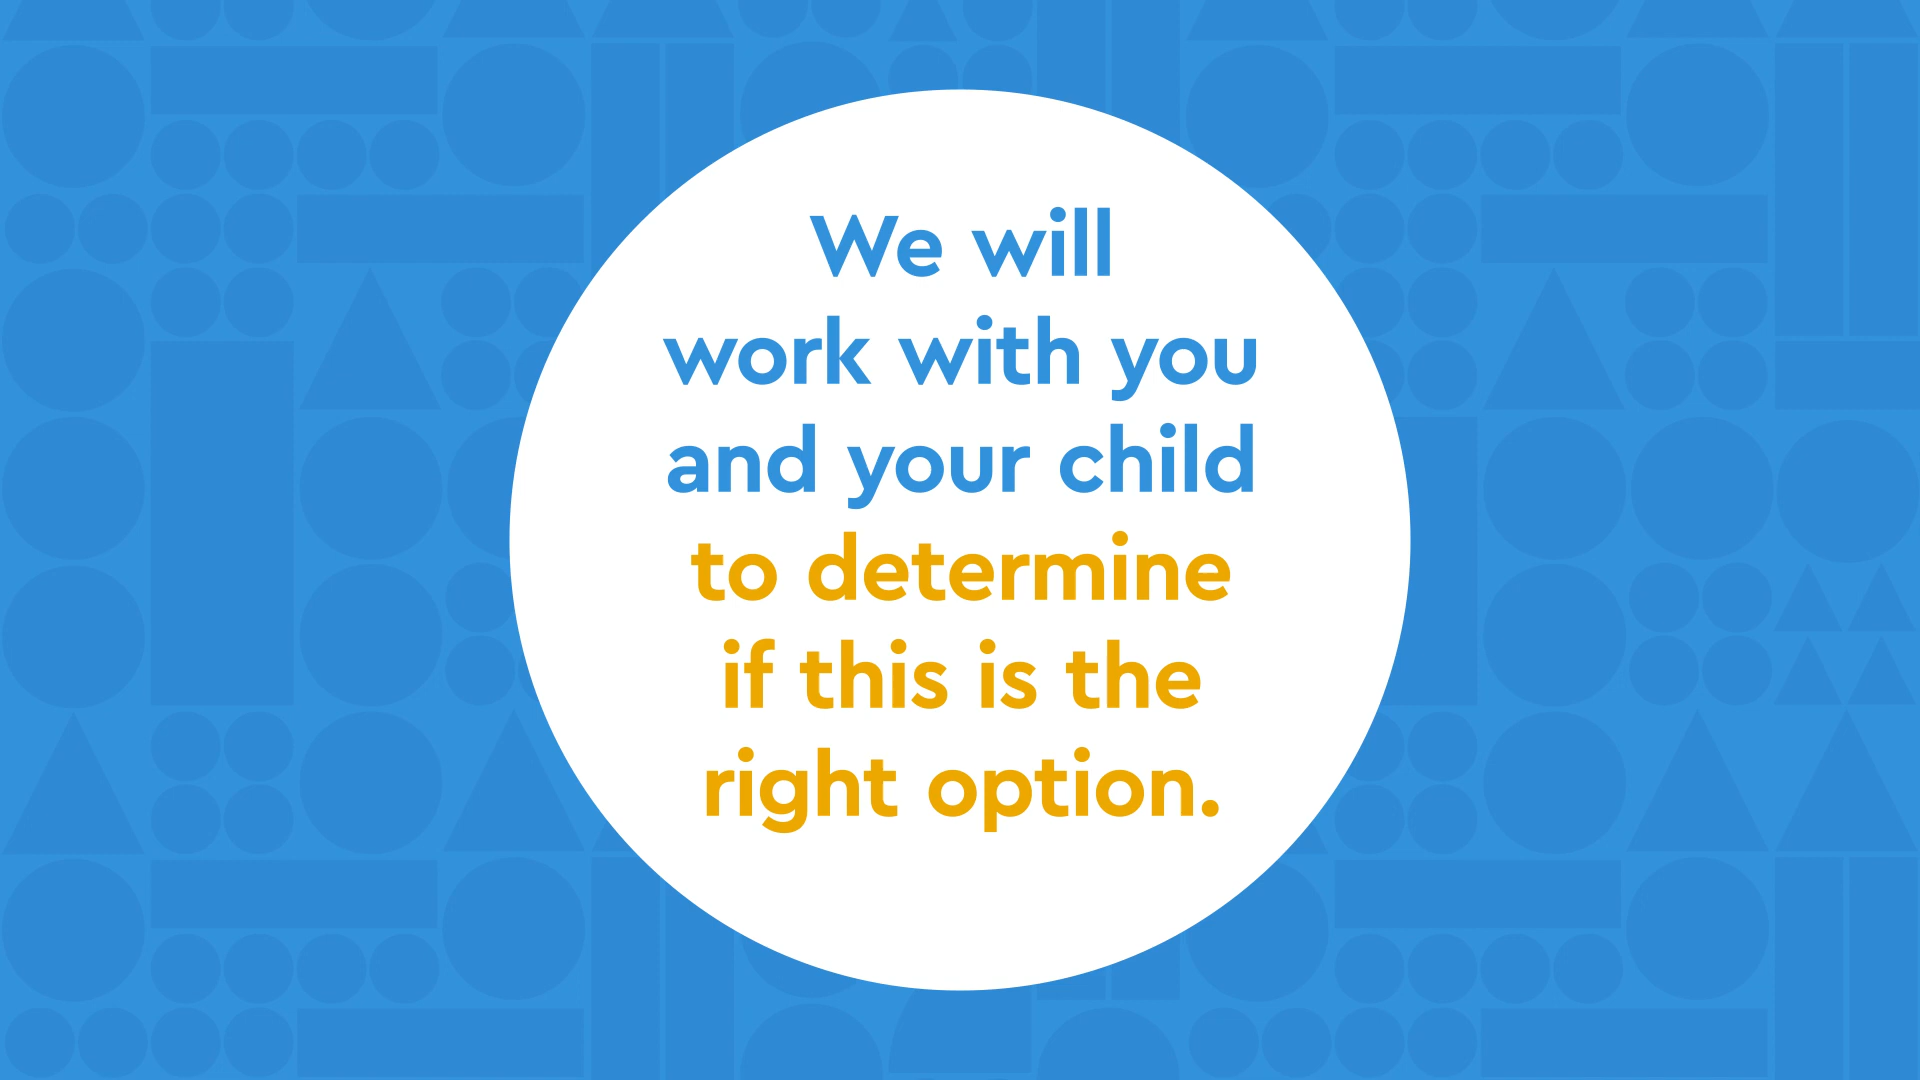 We will
work with you
and your child
to determine
if this is the
right option.